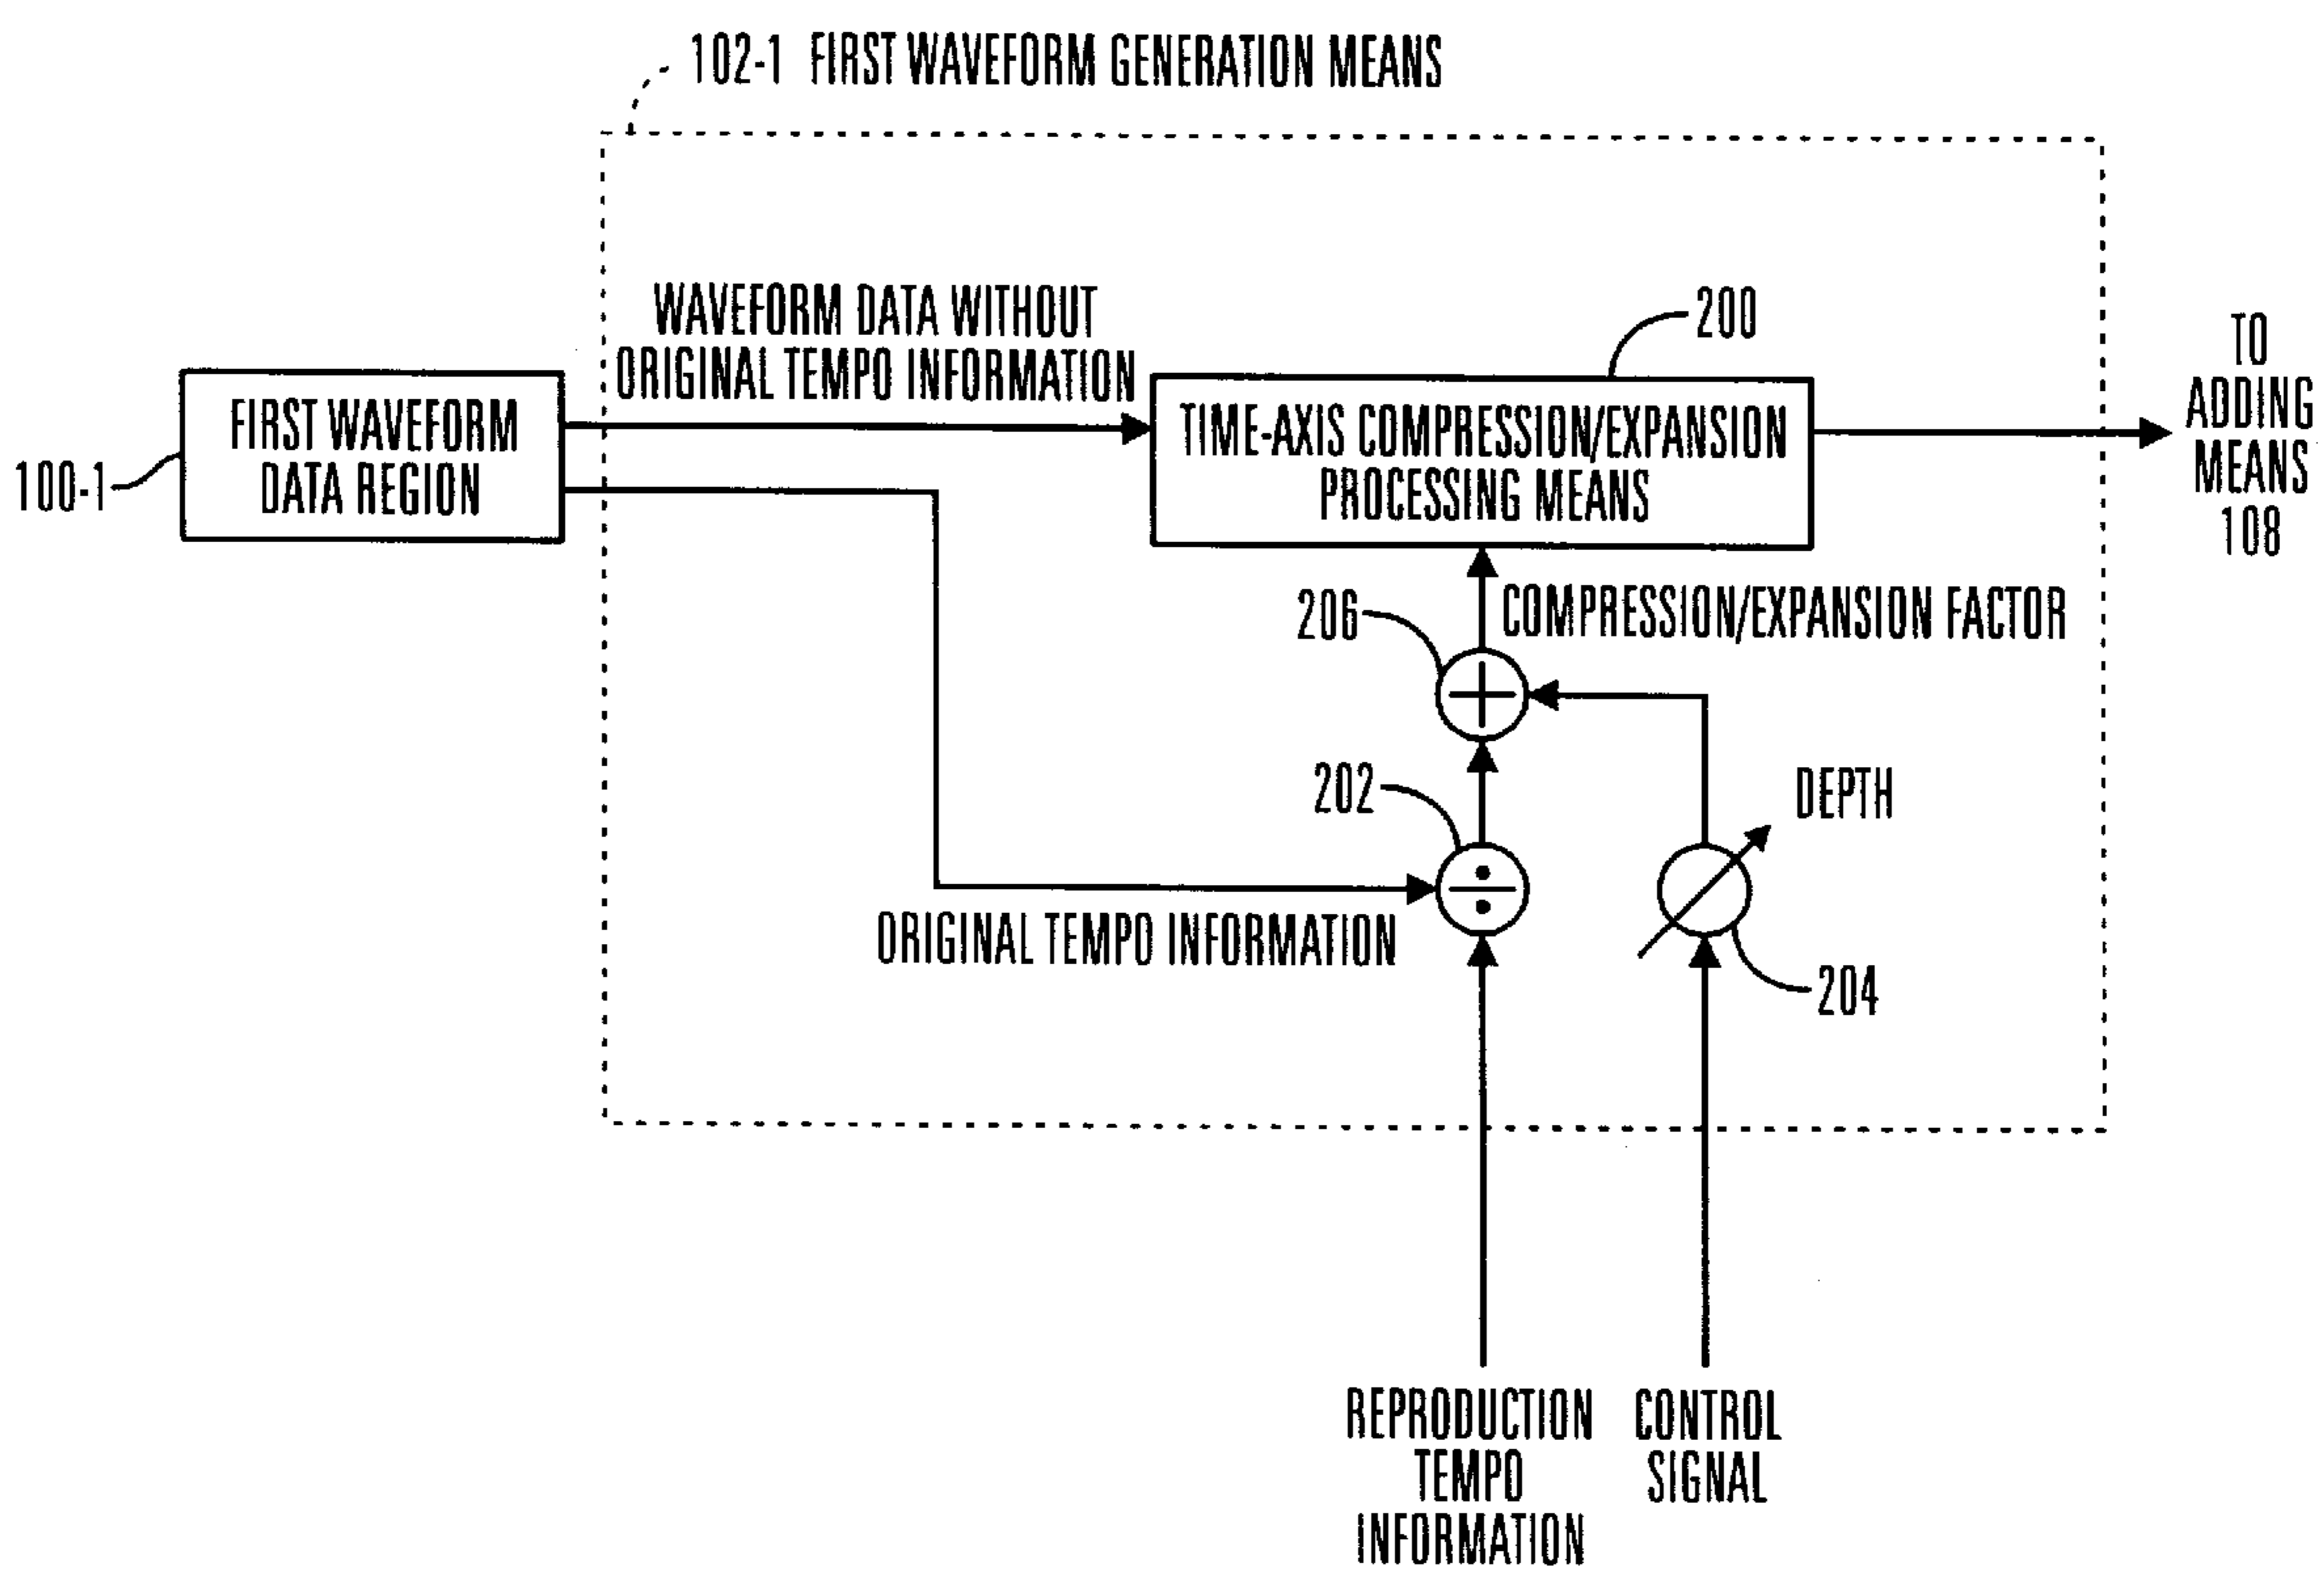 102-1 FIRST WAVEFORM GENERATION MEANS
WAVEFORM DATA WITHOUT
ORIGINAL TEMPO INFORMATION
200
TO
ADDING
MEANS
108
FIRST WAVEFORM
DATA REGION
100-1
TIME-AXIS COMPRESSION/EXPANSION
PROCESSING MEANS
206
COMPRESSION/EXPANSION FACTOR
202
DEPTH
ORIGINAL TEMPO INFORMATION
204
REPRODUCTION
TEMPO
INFORMATION
CONTROL
SIGNAL